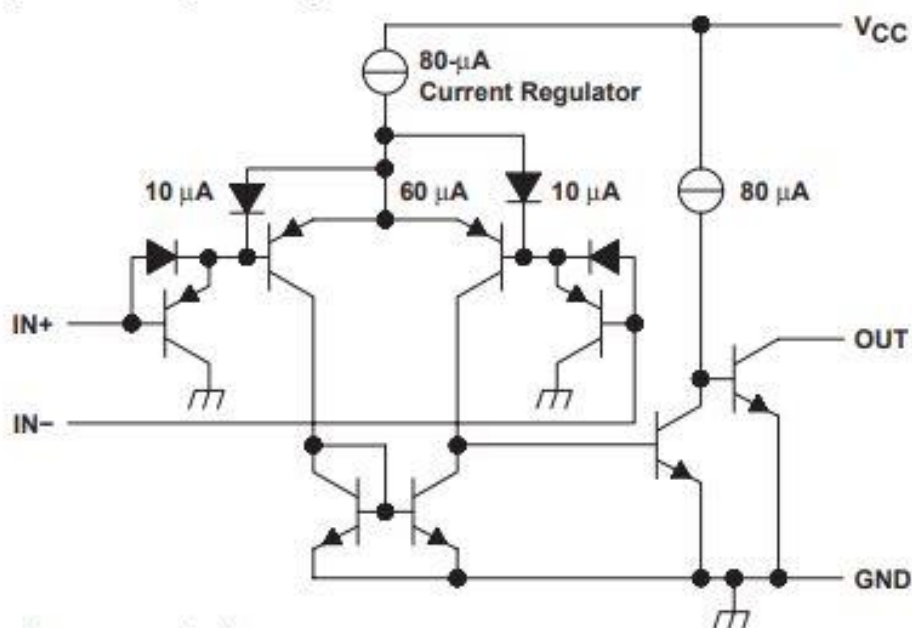 VCC
80-µA
Current Regulator
10 µA
60 µA
10 µA
80 µA
IN+
OUT
IN−
GND